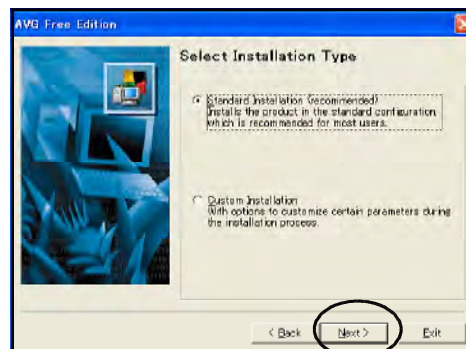 AVG Free Edition
Select Installation Type
Standard Installation (recommended)
Installs the product in the standard configuration
which is recommended for most users.
Custom Installation
With options to customize certain parameters during
the installation process.
< Back
Next >
Exit